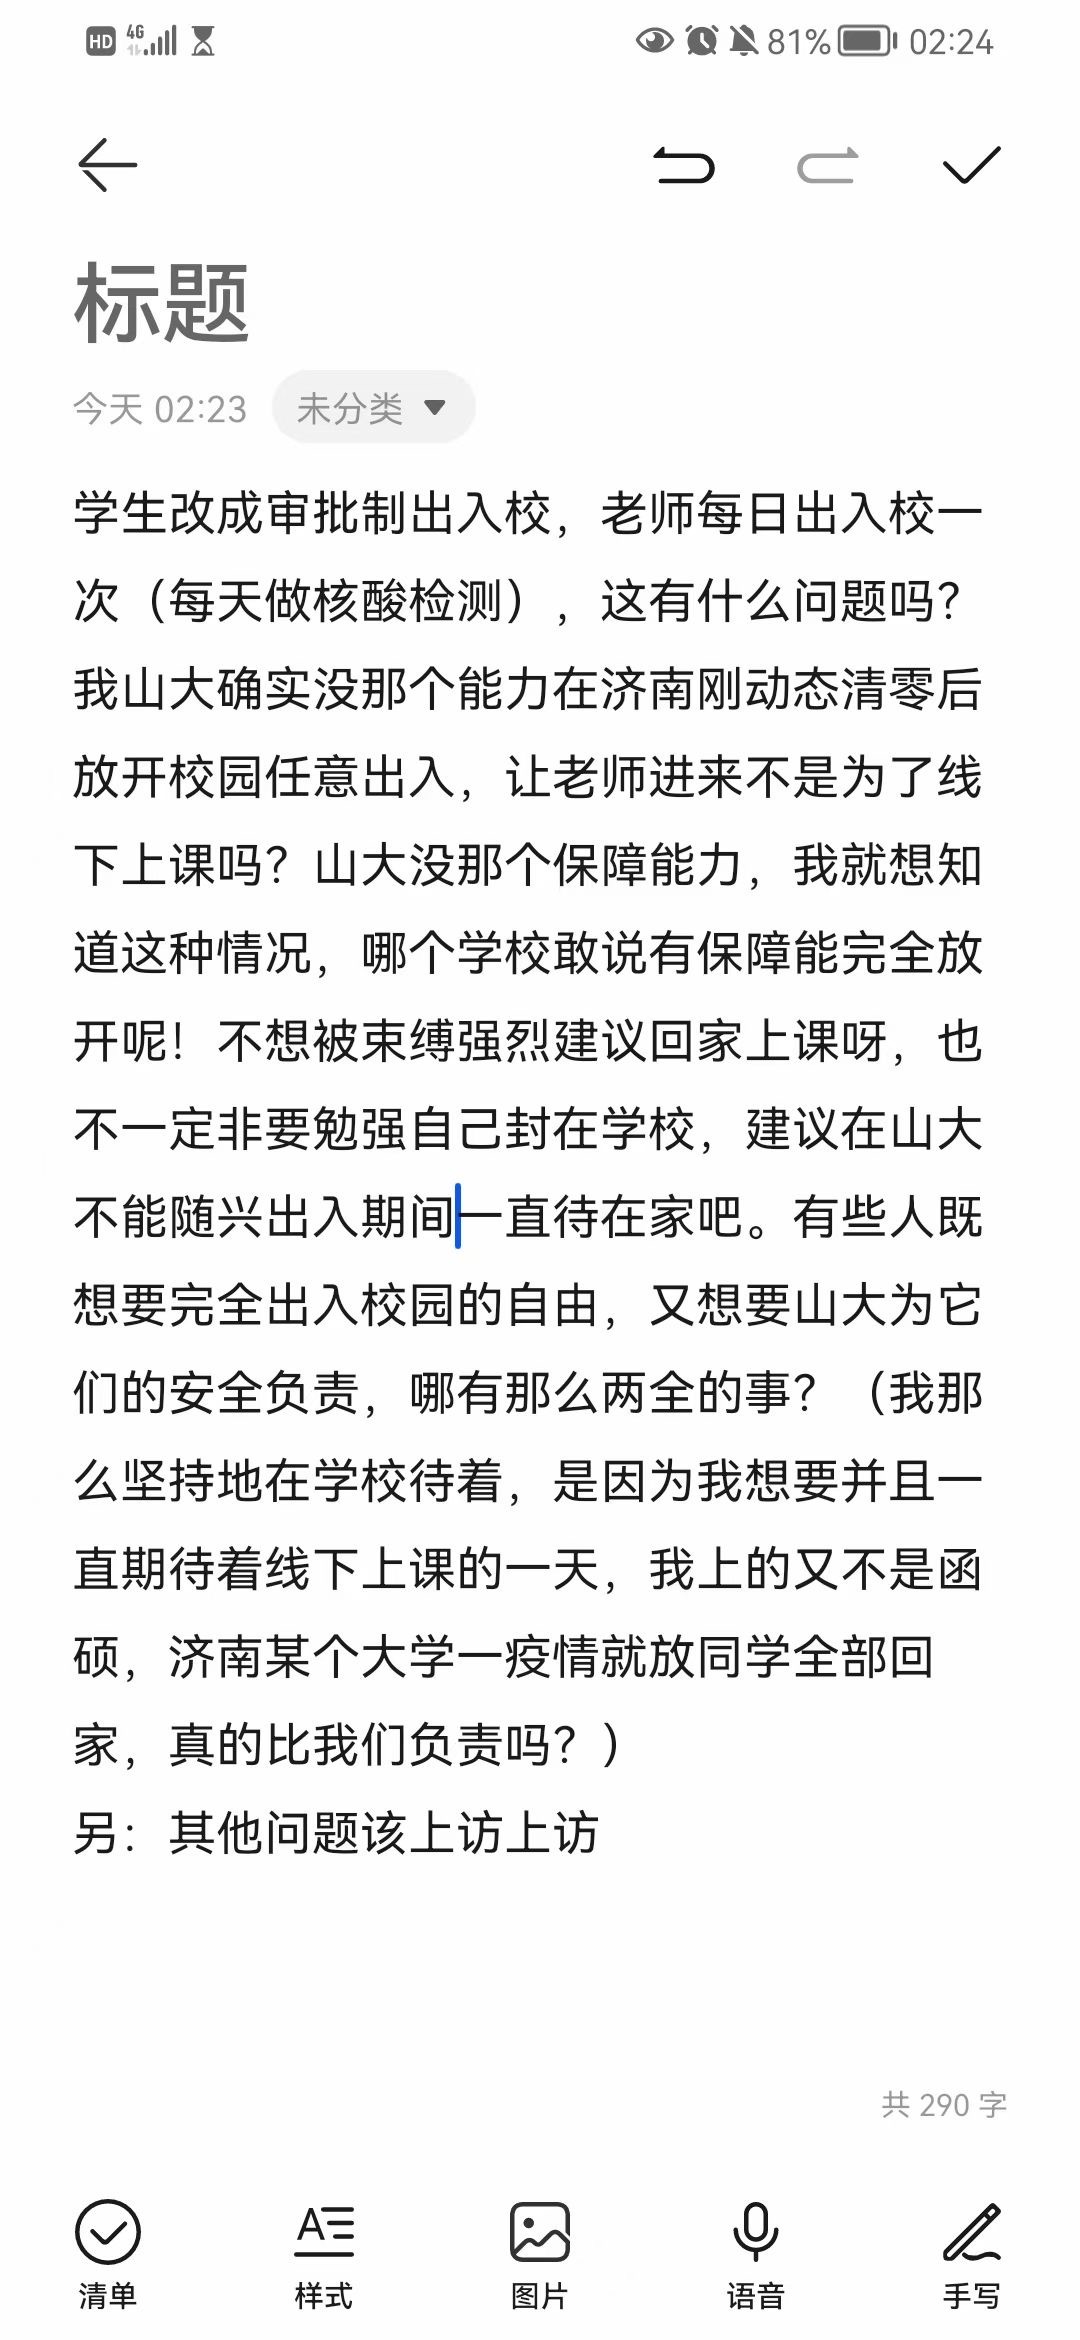 HD 4G 81% 02:24
标题
今天 02:23 未分类
学生改成审批制出入校，老师每日出入校一
次（每天做核酸检测），这有什么问题吗？
我山大确实没那个能力在济南刚动态清零后
放开校园任意出入，让老师进来不是为了线
下上课吗？山大没那个保障能力，我就想知
道这种情况，哪个学校敢说有保障能完全放
开呢！不想被束缚强烈建议回家上课呀，也
不一定非要勉强自己封在学校，建议在山大
不能随兴出入期间一直待在家吧。有些人既
想要完全出入校园的自由，又想要山大为它
们的安全负责，哪有那么两全的事？（我那
么坚持地在学校待着，是因为我想要并且一
直期待着线下上课的一天，我上的又不是函
硕，济南某个大学一疫情就放同学全部回
家，真的比我们负责吗？）
另：其他问题该上访上访
共 290 字
清单 样式 图片 语音 手写